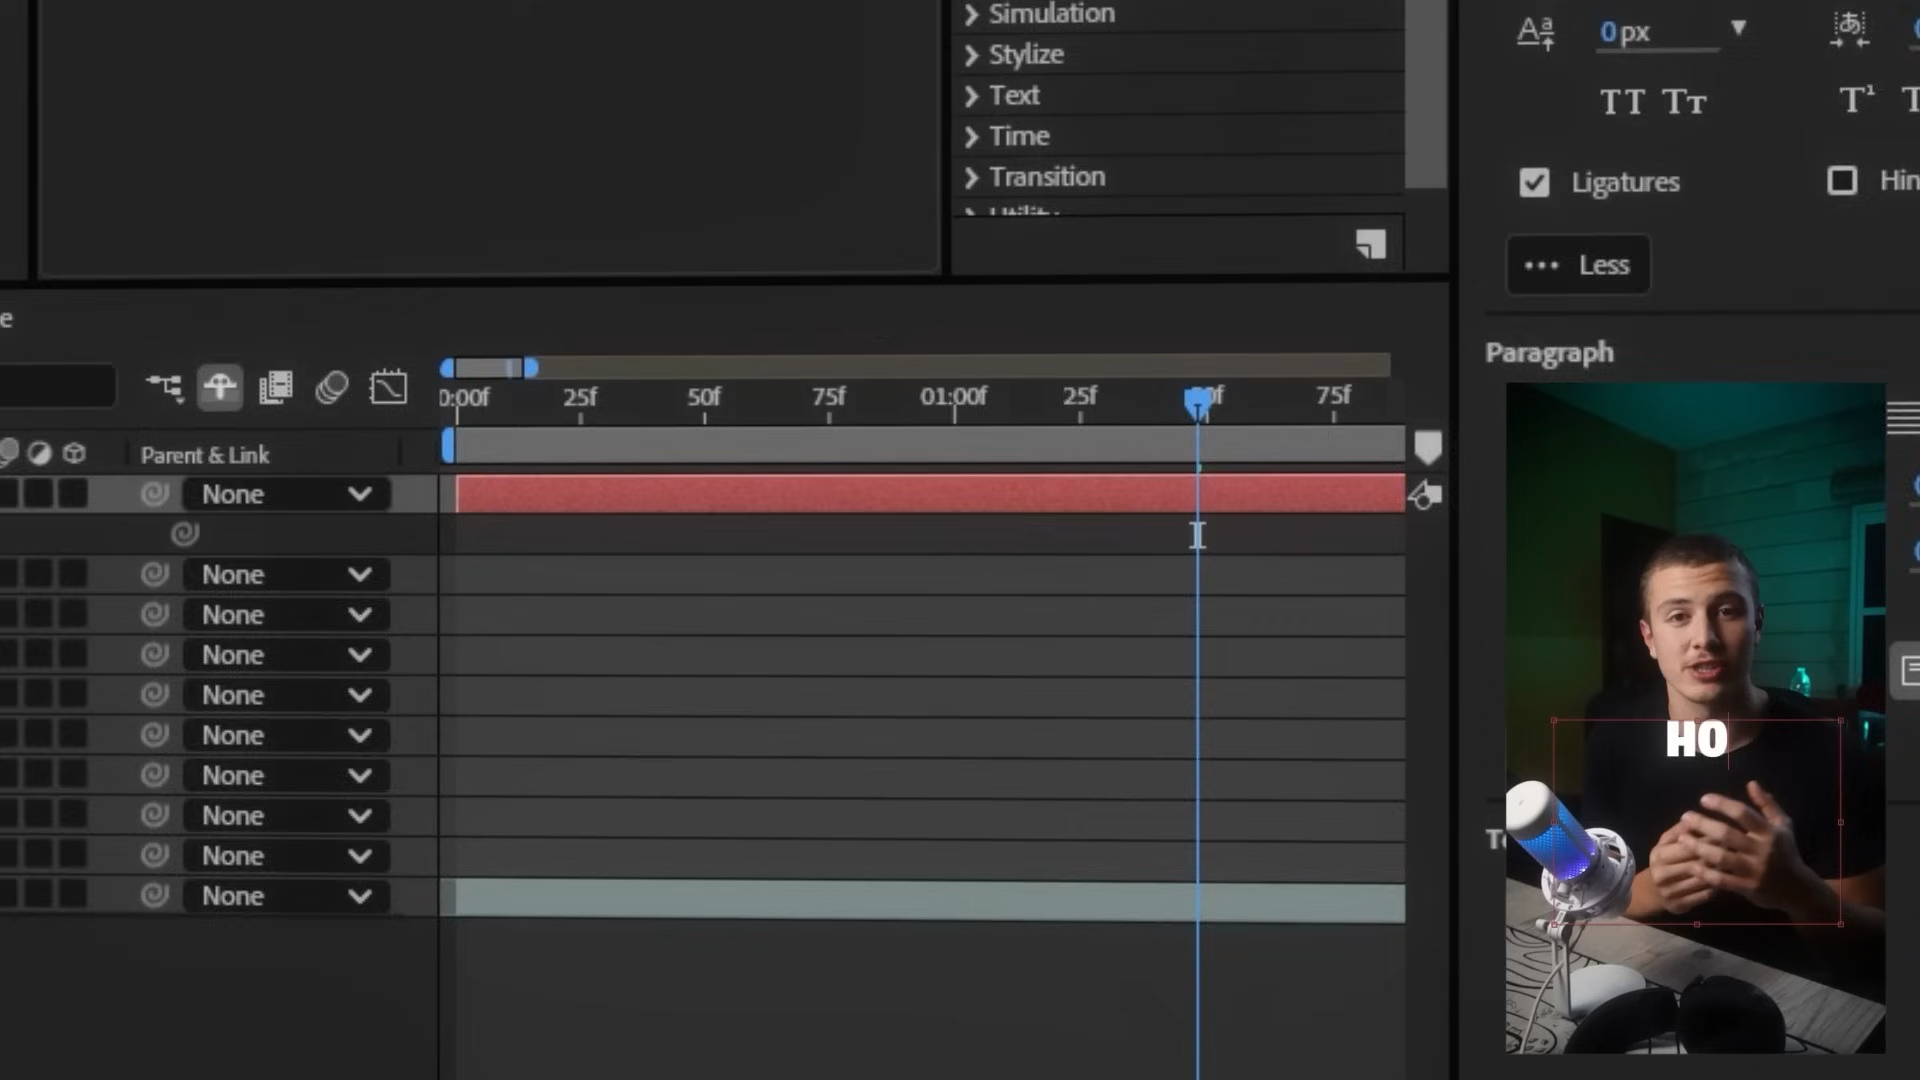 Simulation
Stylize
Text
Time
Transition
Utility
0 px
TT Tт
T¹
Ligatures
Less
Paragraph
0:00f 25f 50f 75f 01:00f 25f 75f
Parent & Link
None
None
None
None
None
None
None
None
None
None
HO